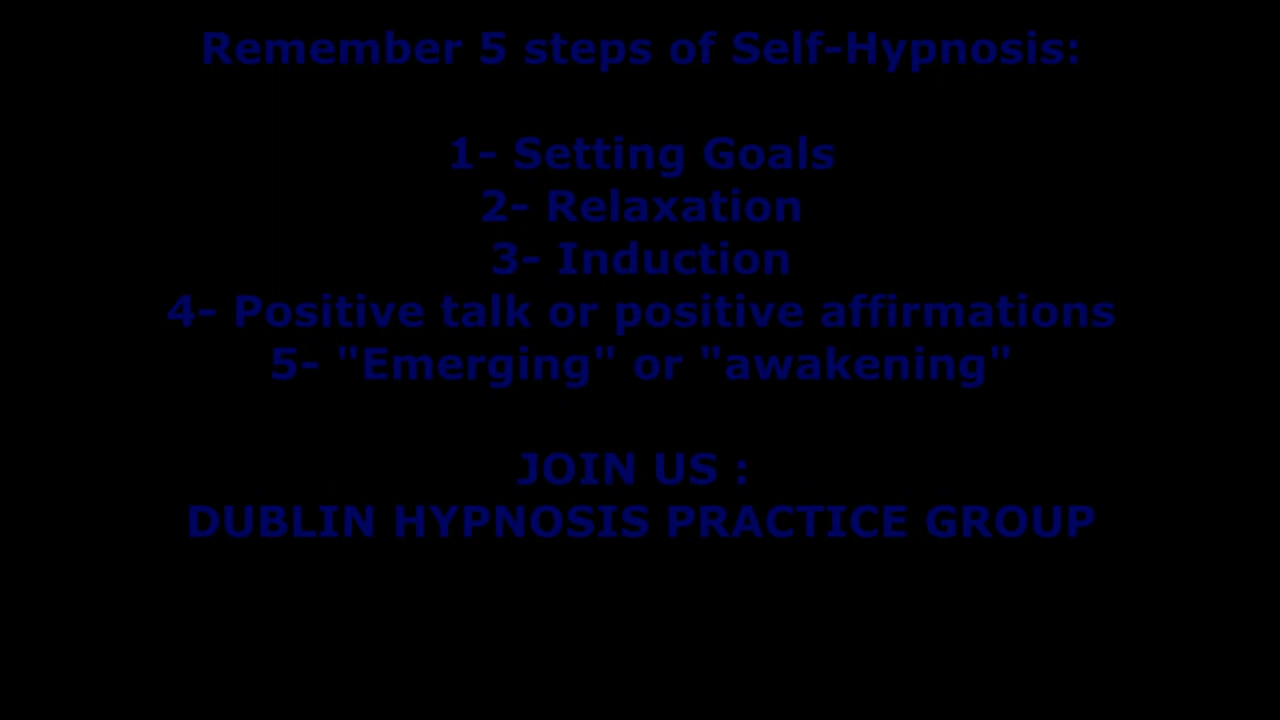 Remember 5 steps of Self-Hypnosis:
1- Setting Goals
2- Relaxation
3- Induction
4- Positive talk or positive affirmations
5- "Emerging" or "awakening"
JOIN US :
DUBLIN HYPNOSIS PRACTICE GROUP